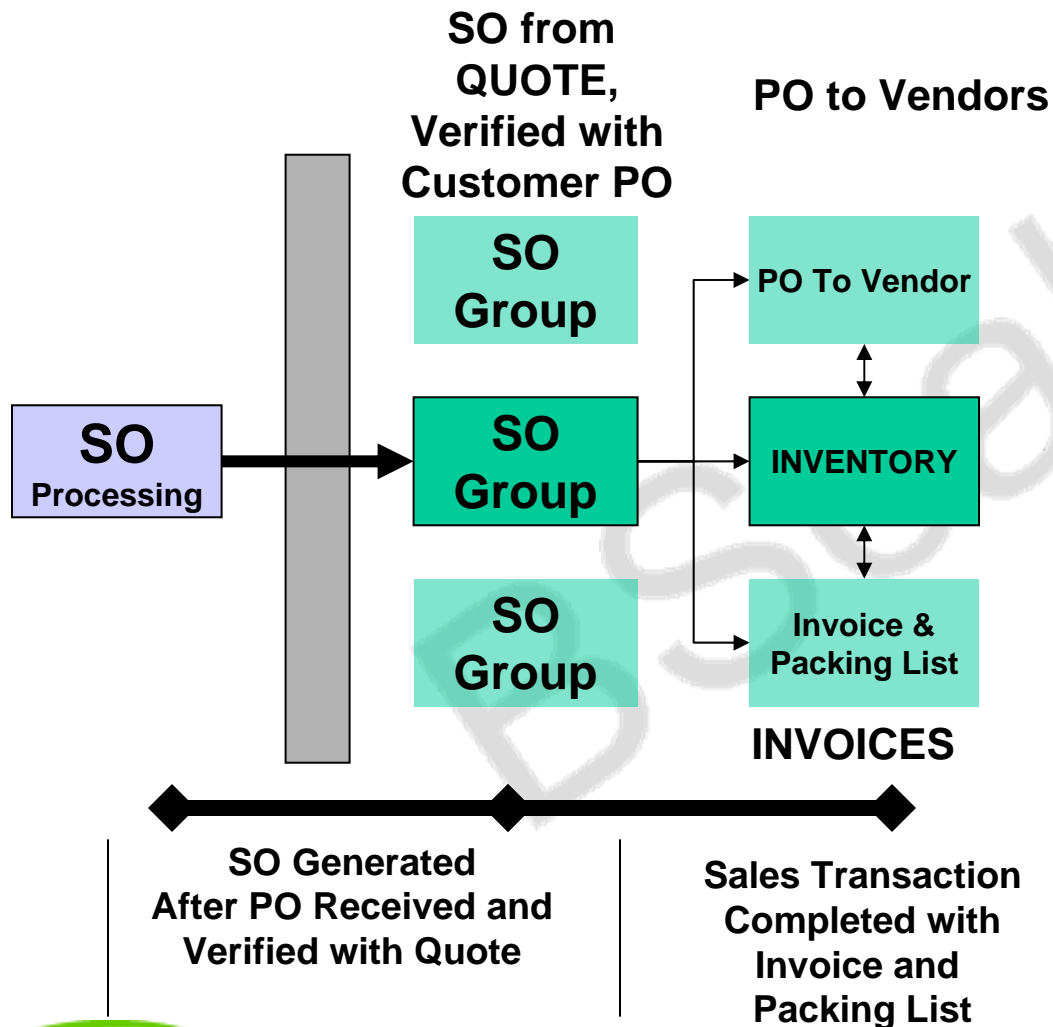 SO from
QUOTE,
Verified with
Customer PO
PO to Vendors
SO
Group
PO To Vendor
SO
Processing
SO
Group
INVENTORY
SO
Group
Invoice &
Packing List
INVOICES
SO Generated
After PO Received and
Verified with Quote
Sales Transaction
Completed with
Invoice and
Packing List